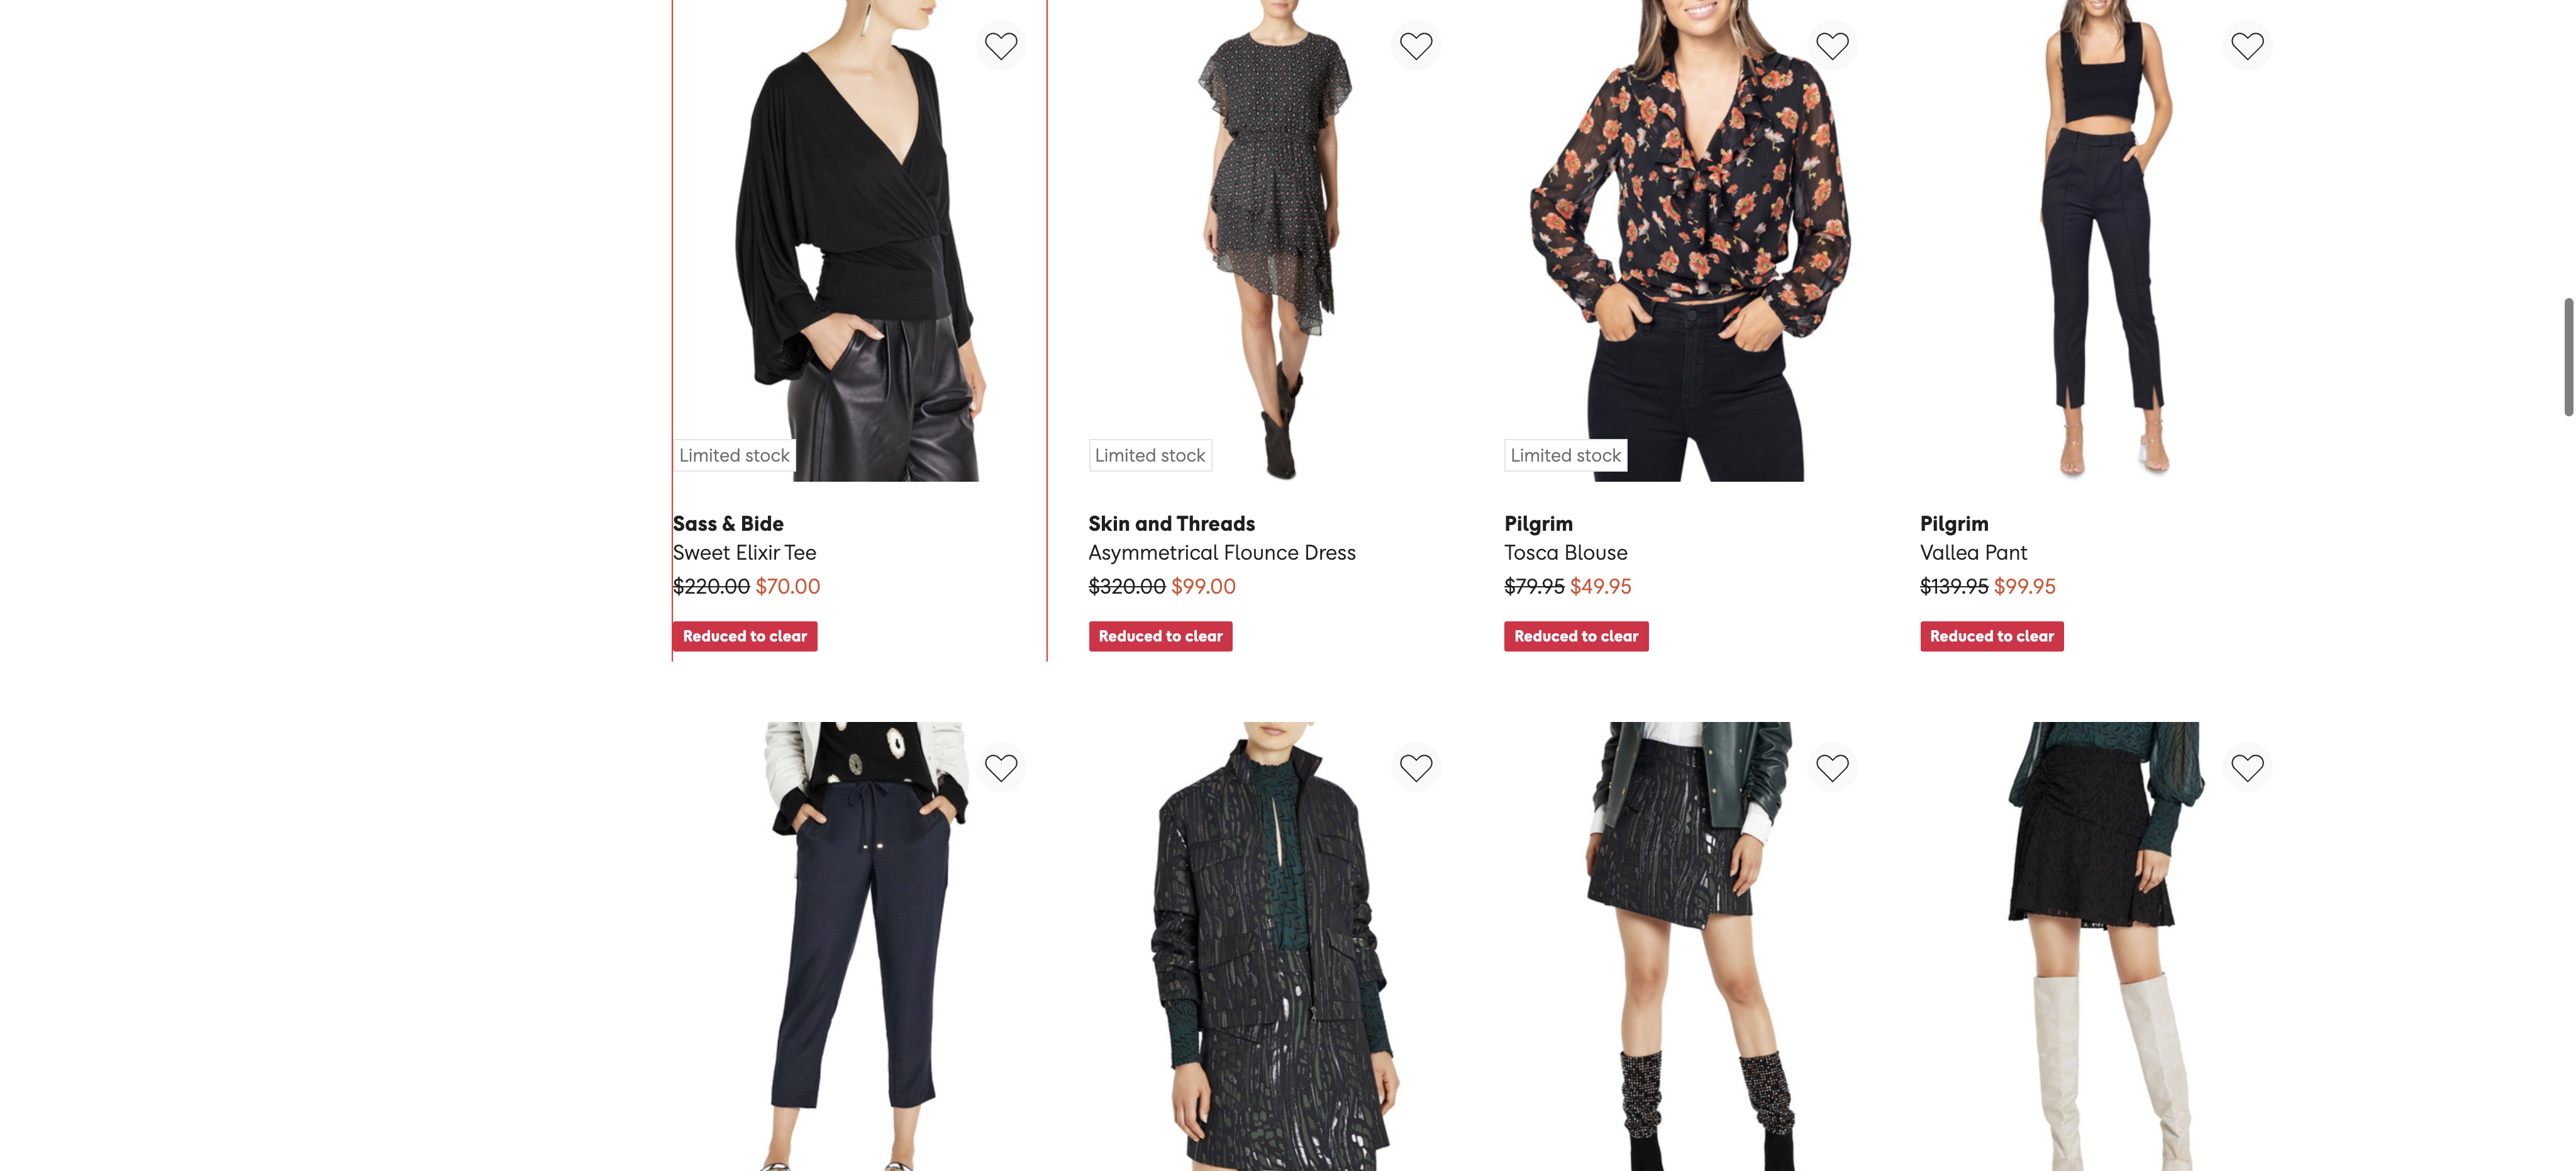 Limited stock
Limited stock
Limited stock
Sass & Bide
Sweet Elixir Tee
$220.00 $70.00
Reduced to clear
Skin and Threads
Asymmetrical Flounce Dress
$320.00 $99.00
Reduced to clear
Pilgrim
Tosca Blouse
$79.95 $49.95
Reduced to clear
Pilgrim
Vallea Pant
$139.95 $99.95
Reduced to clear